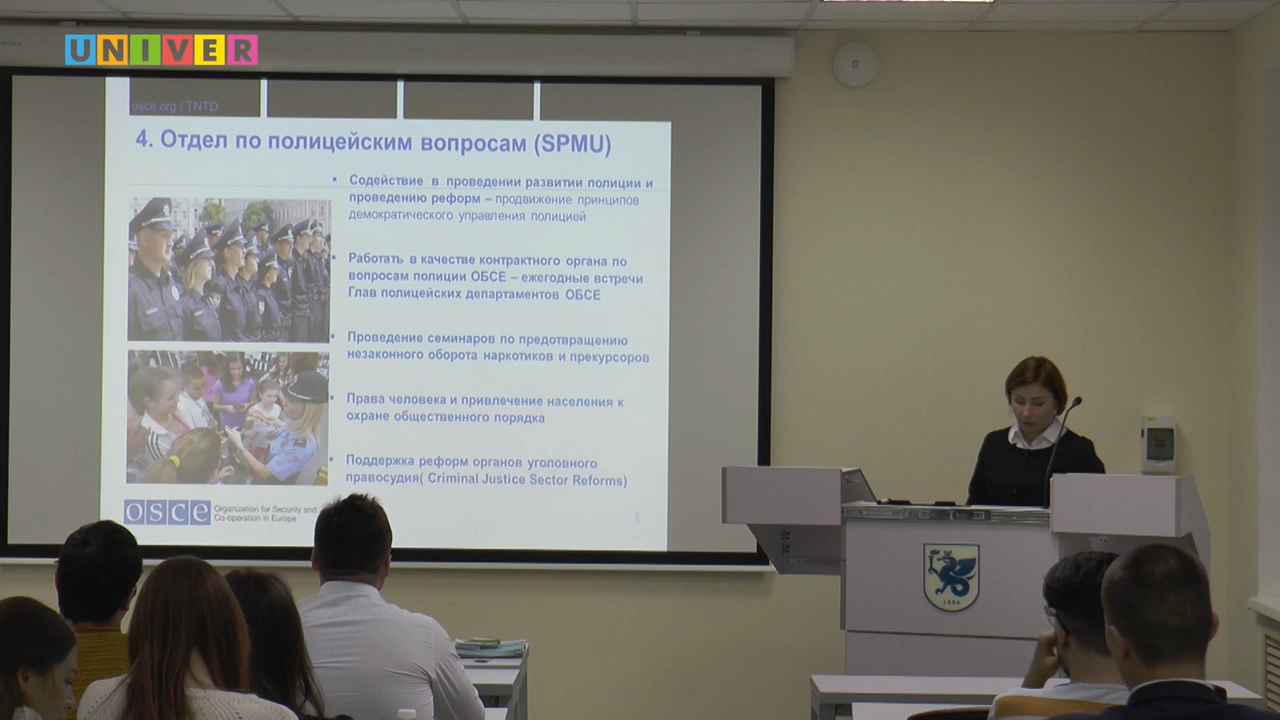 UNIVER
osce.org / TNTD
4. Отдел по полицейским вопросам (SPMU)
• Содействие в проведении развитии полиции и
проведению реформ – продвижение принципов
демократического управления полицией
• Работать в качестве контрактного органа по
вопросам полиции ОБСЕ – ежегодные встречи
Глав полицейских департаментов ОБСЕ
• Проведение семинаров по предотвращению
незаконного оборота наркотиков и прекурсоров
• Права человека и привлечение населения к
охране общественного порядка
• Поддержка реформ органов уголовного
правосудия( Criminal Justice Sector Reforms)
osce Organization for Security and
Co-operation in Europe
1804